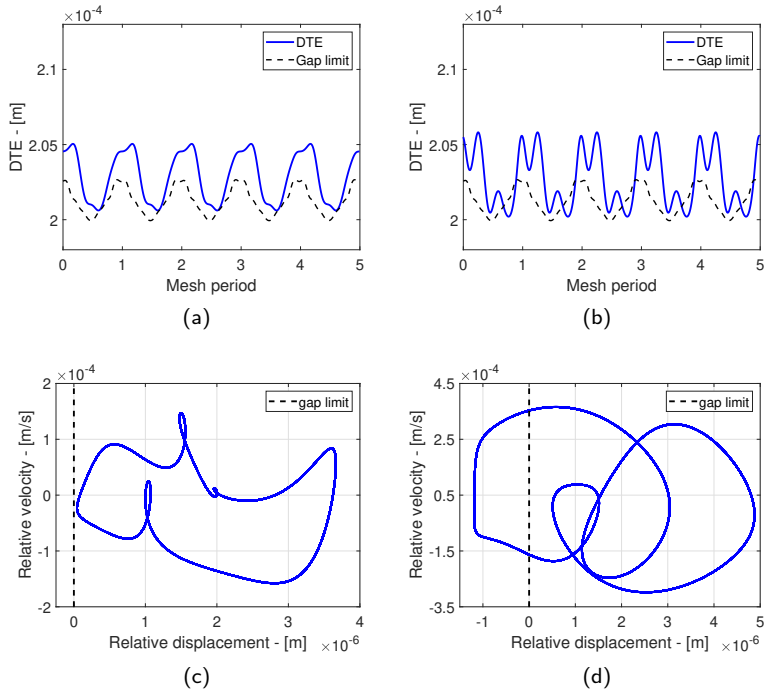 ×10⁻⁴
DTE
Gap limit
2.1
2.05
2
DTE - [m]
0 1 2 3 4 5
Mesh period
(a)
×10⁻⁴
DTE
Gap limit
2.1
2.05
2
DTE - [m]
0 1 2 3 4 5
Mesh period
(b)
×10⁻⁴
gap limit
2
1
0
-1
-2
Relative velocity - [m/s]
0 1 2 3 4
Relative displacement - [m] ×10⁻⁶
(c)
×10⁻⁴
gap limit
4.5
2.5
0.5
-1.5
-3.5
Relative velocity - [m/s]
-1 0 1 2 3 4 5
Relative displacement - [m] ×10⁻⁶
(d)